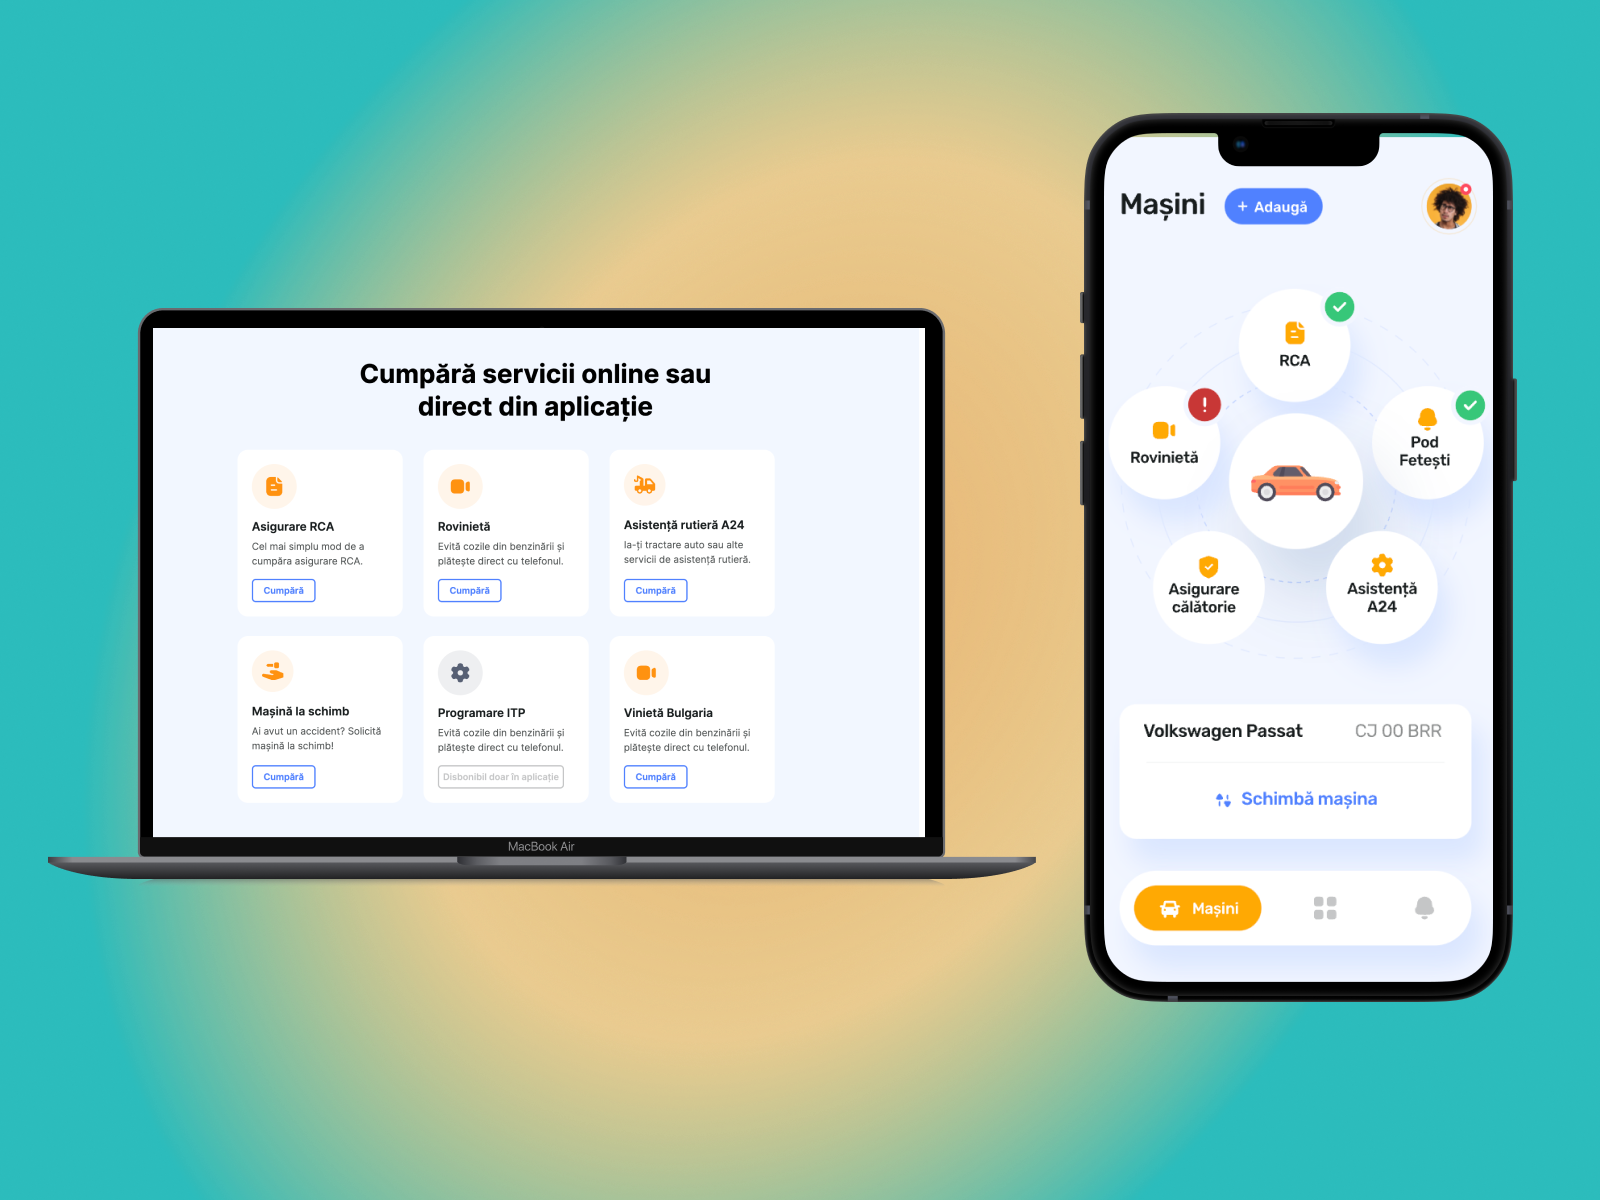 Cumpără servicii online sau
direct din aplicație
Asigurare RCA
Cel mai simplu mod de a
cumpăra asigurare RCA.
Cumpără
Rovinietă
Evită cozile din benzinării și
plătește direct cu telefonul.
Cumpără
Asistență rutieră A24
Ia-ți tractare auto sau alte
servicii de asistență rutieră.
Cumpără
Mașină la schimb
Ai avut un accident? Solicită
mașină la schimb!
Cumpără
Programare ITP
Evită cozile din benzinării și
plătește direct cu telefonul.
Disbonibil doar în aplicație
Vinietă Bulgaria
Evită cozile din benzinării și
plătește direct cu telefonul.
Cumpără
MacBook Air
Mașini
+ Adaugă
RCA
Rovinietă
Pod
Fetești
Asigurare
călătorie
Asistență
A24
Volkswagen Passat
CJ 00 BRR
Schimbă mașina
Mașini